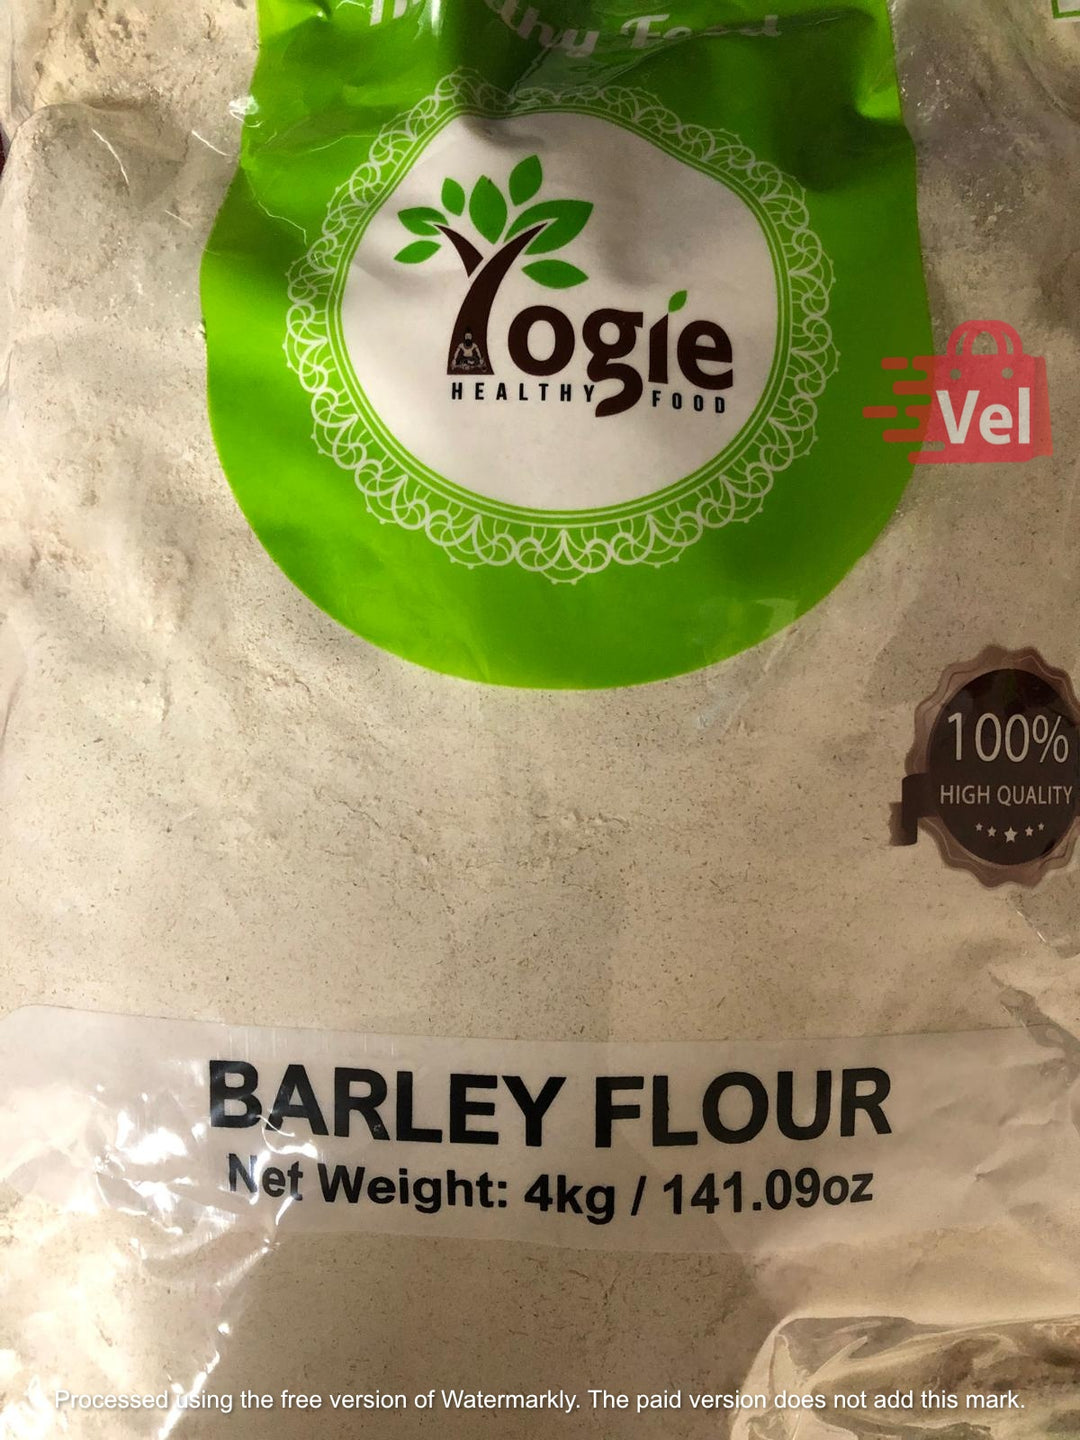 Food
Yogie
HEALTHY FOOD
Vel
100%
HIGH QUALITY
BARLEY FLOUR
Net Weight: 4kg / 141.09oz
Processed using the free version of Watermarkly. The paid version does not add this mark.